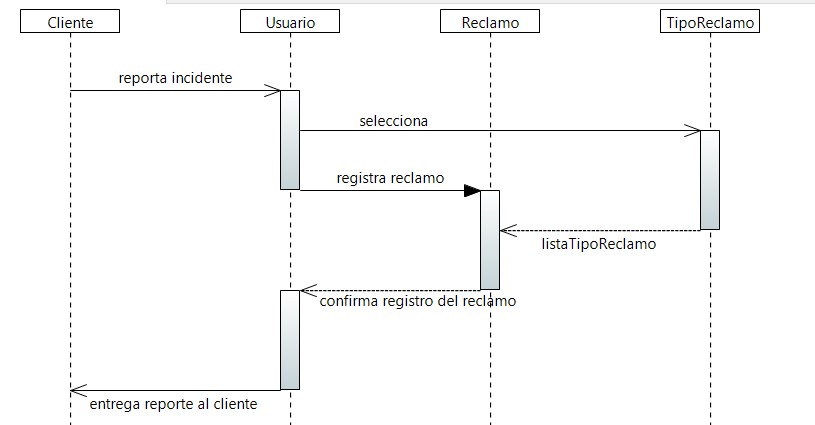 Cliente
Usuario
Reclamo
TipoReclamo
reporta incidente
selecciona
registra reclamo
listaTipoReclamo
confirma registro del reclamo
entrega reporte al cliente